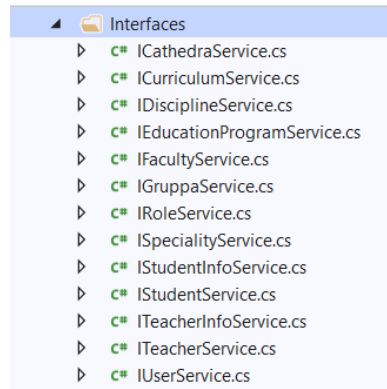 Interfaces
C# ICathedraService.cs
C# ICurriculumService.cs
C# IDisciplineService.cs
C# IEducationProgramService.cs
C# IFacultyService.cs
C# IGruppaService.cs
C# IRoleService.cs
C# ISpecialityService.cs
C# IStudentInfoService.cs
C# IStudentService.cs
C# ITeacherInfoService.cs
C# ITeacherService.cs
C# IUserService.cs